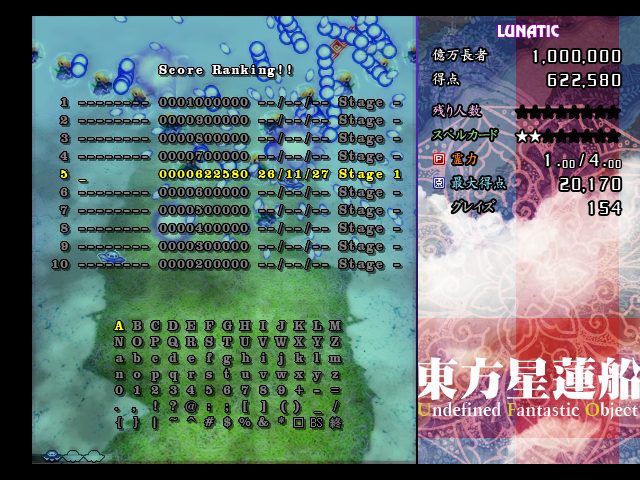 Score Ranking!!
1 -------- 0001000000 --/--/-- Stage -
2 -------- 0000900000 --/--/-- Stage -
3 -------- 0000800000 --/--/-- Stage -
4 -------- 0000700000 --/--/-- Stage -
5 _ 0000622580 26/11/27 Stage 1
6 -------- 0000600000 --/--/-- Stage -
7 -------- 0000500000 --/--/-- Stage -
8 -------- 0000400000 --/--/-- Stage -
9 -------- 0000300000 --/--/-- Stage -
10 -------- 0000200000 --/--/-- Stage -
A B C D E F G H I J K L M
N O P Q R S T U V W X Y Z
a b c d e f g h i j k l m
n o p q r s t u v w x y z
0 1 2 3 4 5 6 7 8 9 + - =
. , ! ? @ : ; [ ] ( ) _ /
{ } | ~ ^ # $ % & * □ BS 終
LUNATIC
億万長者 1,000,000
得点 622,580
残り人数
スペルカード ★★
P 霊力 1.00/4.00
最大得点 20,170
グレイズ 154
東方星蓮船
Undefined Fantastic Object